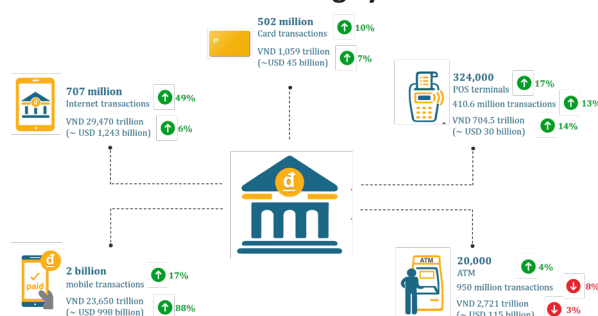 502 million
Card transactions
10%
VND 1,059 trillion
(~USD 45 billion)
7%
707 million
Internet transactions
49%
VND 29,470 trillion
(~ USD 1,243 billion)
6%
324,000
POS terminals
17%
410.6 million transactions
13%
VND 704.5 trillion
(~ USD 30 billion)
14%
đ
đ
paid
đ
2 billion
mobile transactions
17%
VND 23,650 trillion
(~ USD 998 billion)
88%
ATM
20,000
ATM
4%
950 million transactions
8%
VND 2,721 trillion
(~ USD 115 billion)
3%